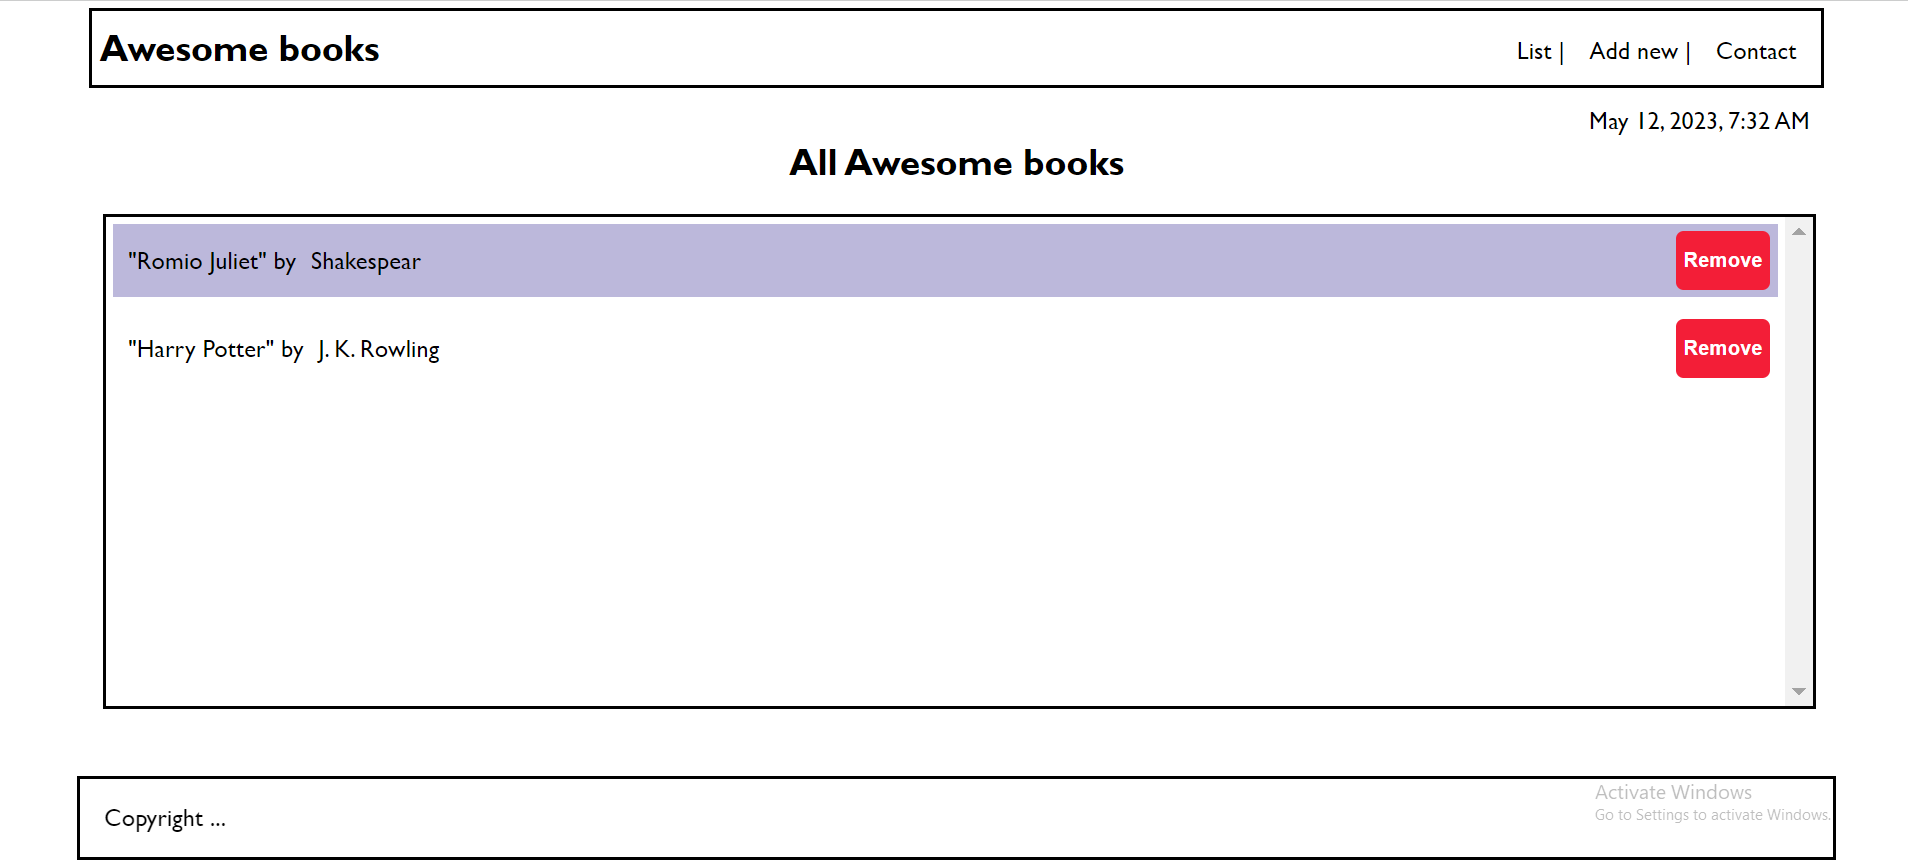 Awesome books
List | Add new | Contact
May 12, 2023, 7:32 AM
All Awesome books
"Romio Juliet" by Shakespear
Remove
"Harry Potter" by J. K. Rowling
Remove
Copyright ...
Activate Windows
Go to Settings to activate Windows.